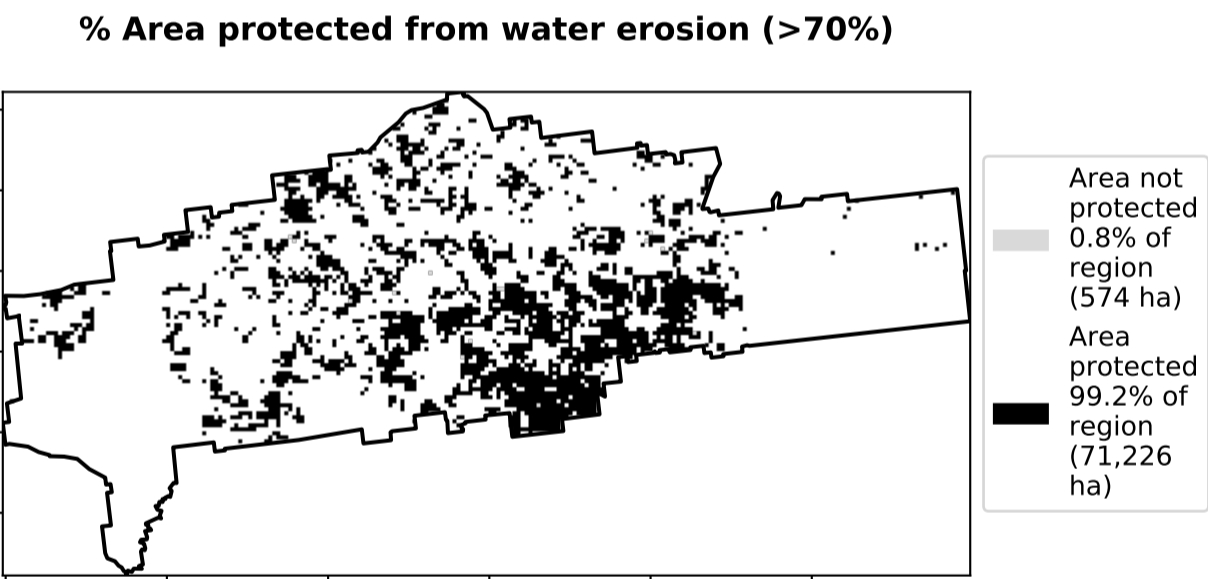 % Area protected from water erosion (>70%)
Area not
protected
0.8% of
region
(574 ha)
Area
protected
99.2% of
region
(71,226
ha)